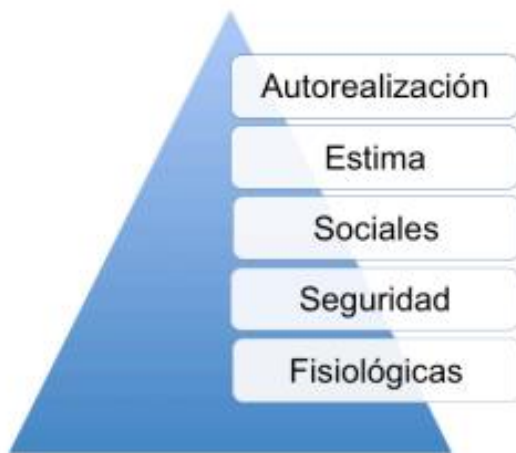 Autorealización
Estima
Sociales
Seguridad
Fisiológicas